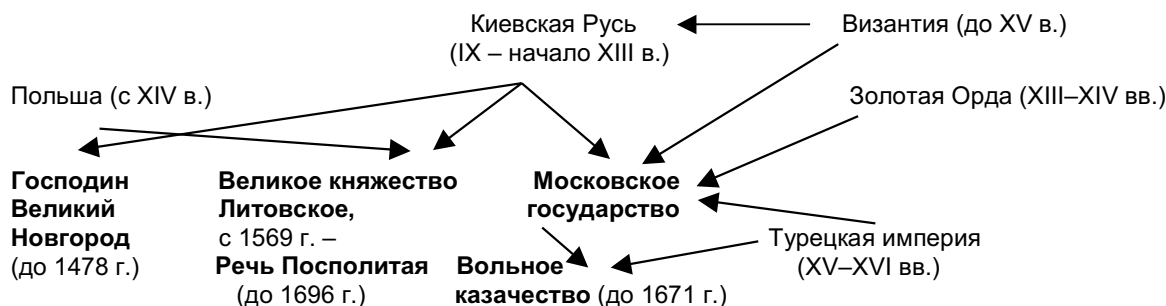 Киевская Русь
(IX – начало XIII в.)
Византия (до XV в.)
Польша (с XIV в.)
Золотая Орда (XIII–XIV вв.)
Господин
Великий
Новгород
(до 1478 г.)
Великое княжество
Литовское,
с 1569 г. –
Речь Посполитая
(до 1696 г.)
Московское
государство
Вольное
казачество (до 1671 г.)
Турецкая империя
(XV–XVI вв.)